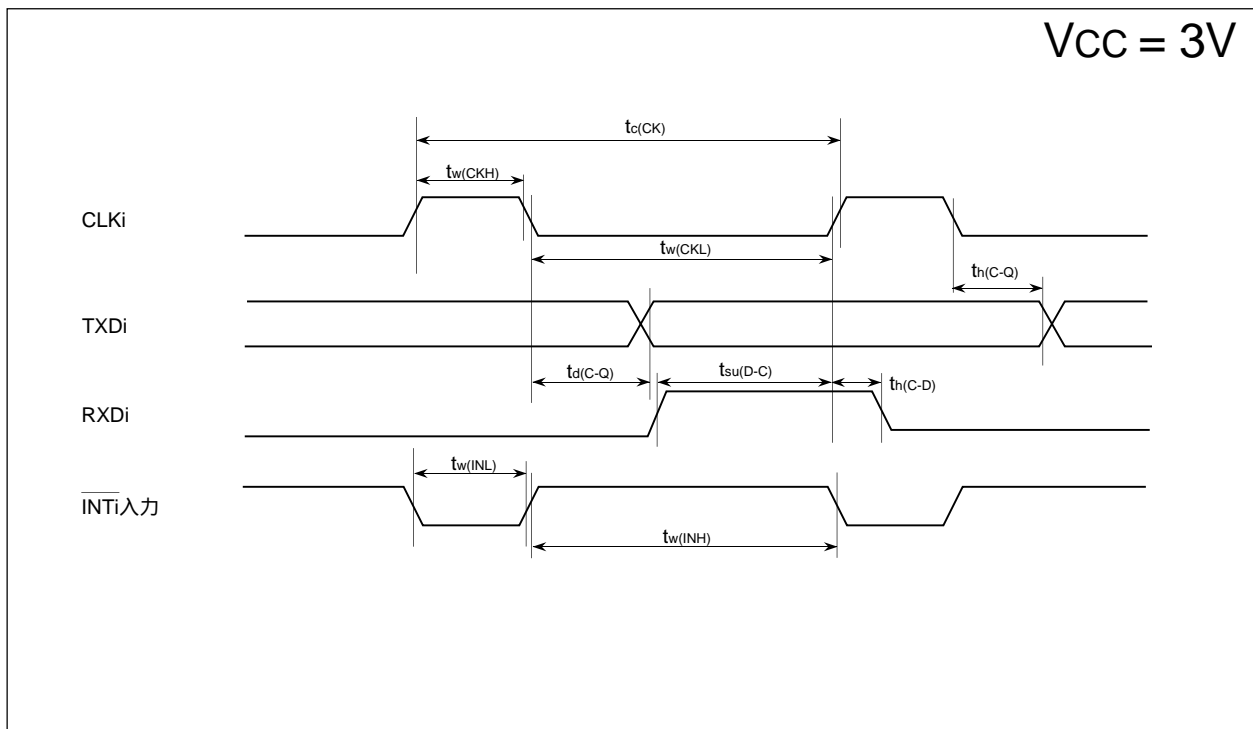 VCC = 3V
tc(CK)
tw(CKH)
CLKi
tw(CKL)
th(C-Q)
TXDi
td(C-Q)
tsu(D-C)
th(C-D)
RXDi
tw(INL)
INTi入力
tw(INH)